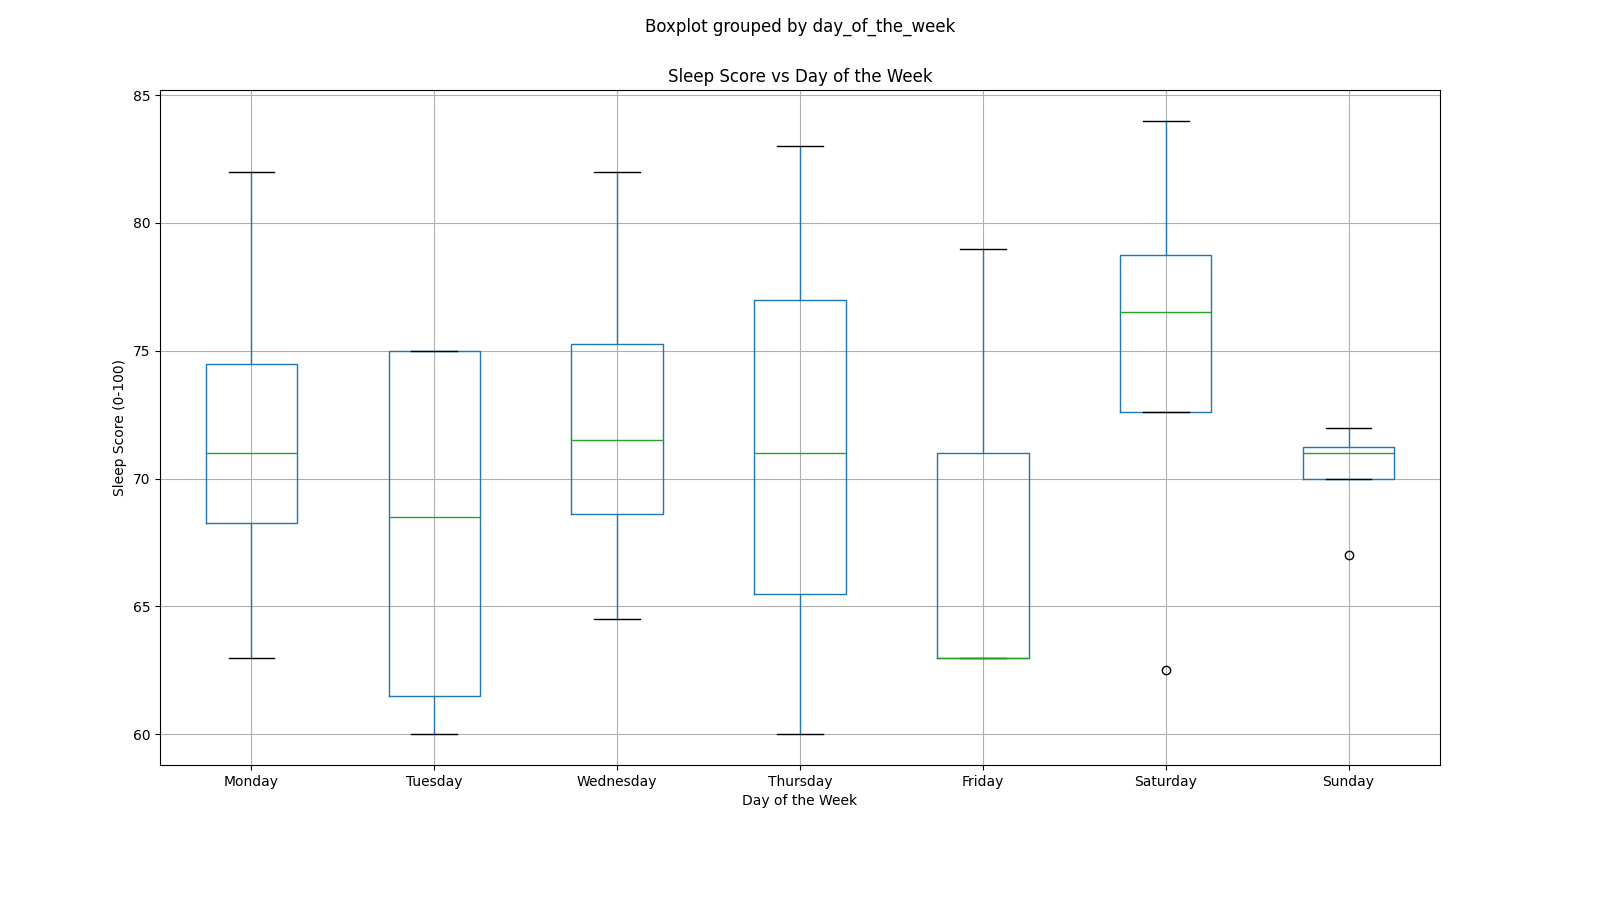 Boxplot grouped by day_of_the_week
Sleep Score vs Day of the Week
85
80
75
70
65
60
Sleep Score (0-100)
Monday Tuesday Wednesday Thursday Friday Saturday Sunday
Day of the Week